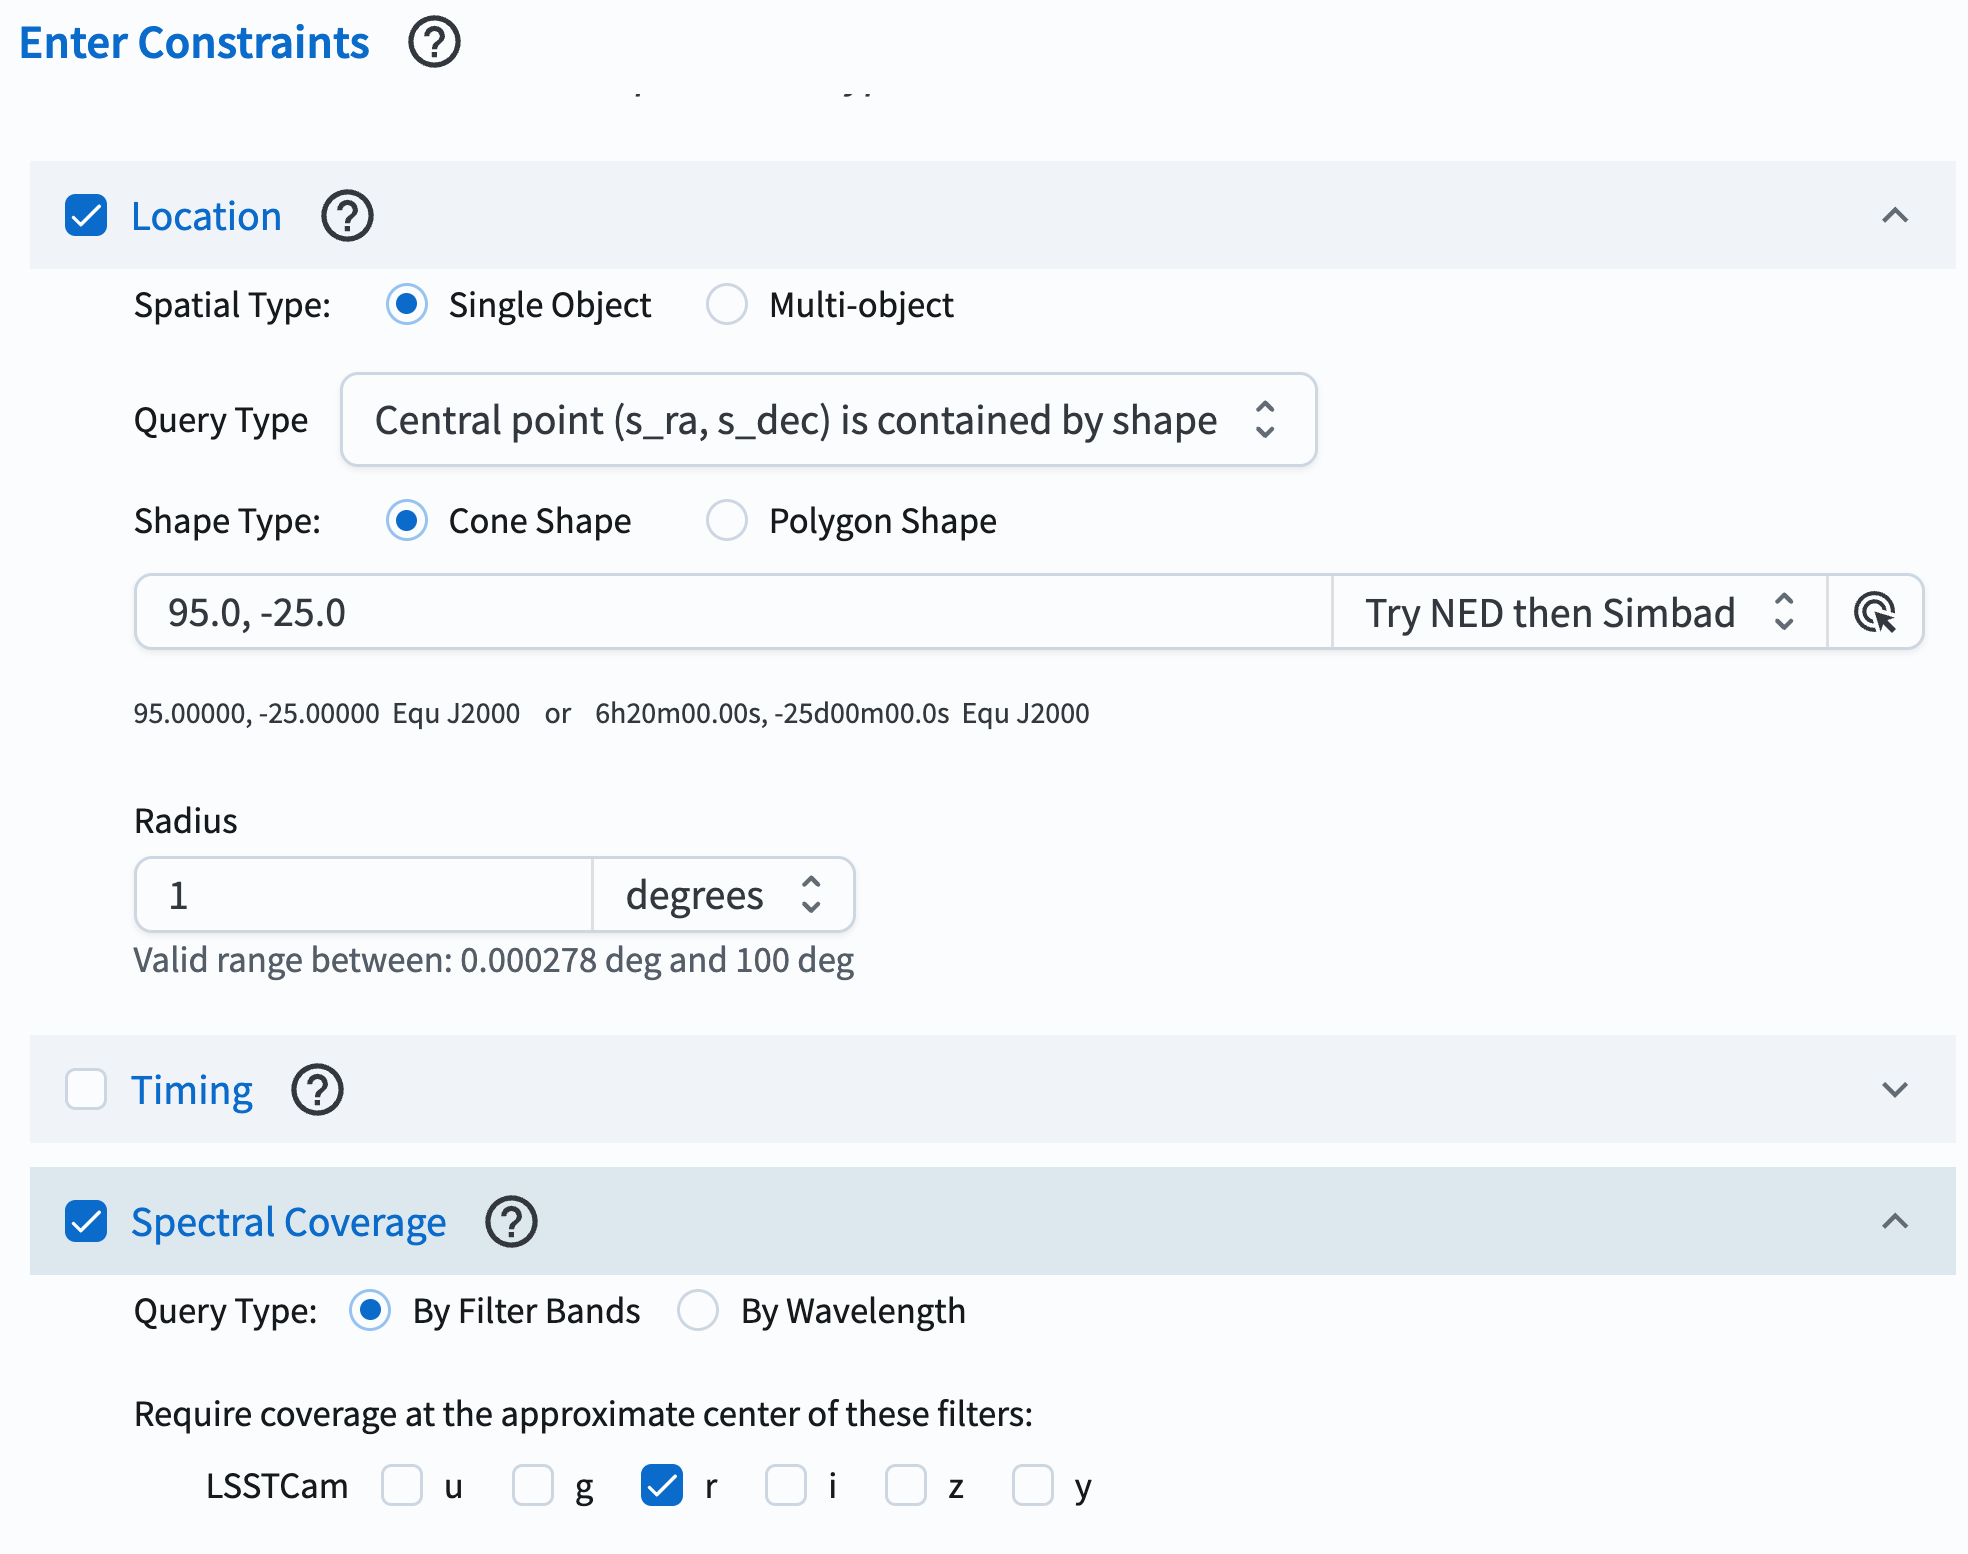 Enter Constraints
Location
Spatial Type: Single Object Multi-object
Query Type Central point (s_ra, s_dec) is contained by shape
Shape Type: Cone Shape Polygon Shape
95.0, -25.0 Try NED then Simbad
95.00000, -25.00000 Equ J2000 or 6h20m00.00s, -25d00m00.0s Equ J2000
Radius
1 degrees
Valid range between: 0.000278 deg and 100 deg
Timing
Spectral Coverage
Query Type: By Filter Bands By Wavelength
Require coverage at the approximate center of these filters:
LSSTCam u g r i z y